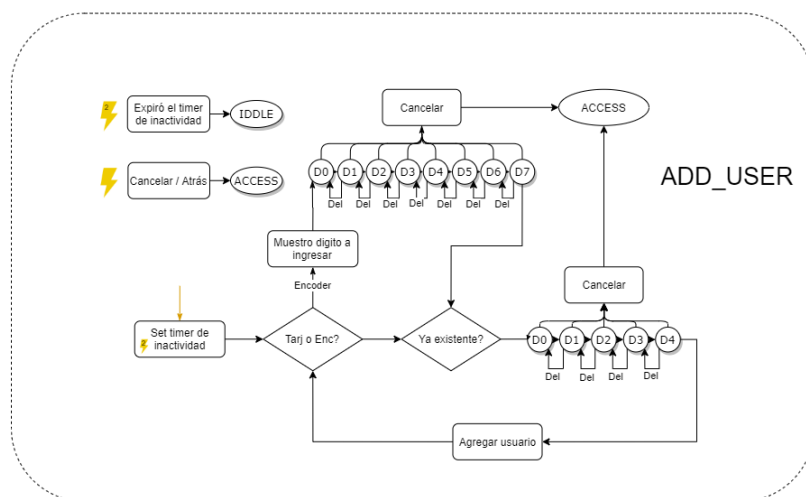 2
Expiró el timer
de inactividad
IDDLE
Cancelar
ACCESS
Cancelar / Atrás
ACCESS
ADD_USER
D0
D1
D2
D3
D4
D5
D6
D7
Del
Del
Del
Del
Del
Del
Del
Muestro digito a
ingresar
Encoder
Cancelar
Set timer de
inactividad
2
Tarj o Enc?
Ya existente?
D0
D1
D2
D3
D4
Del
Del
Del
Del
Agregar usuario